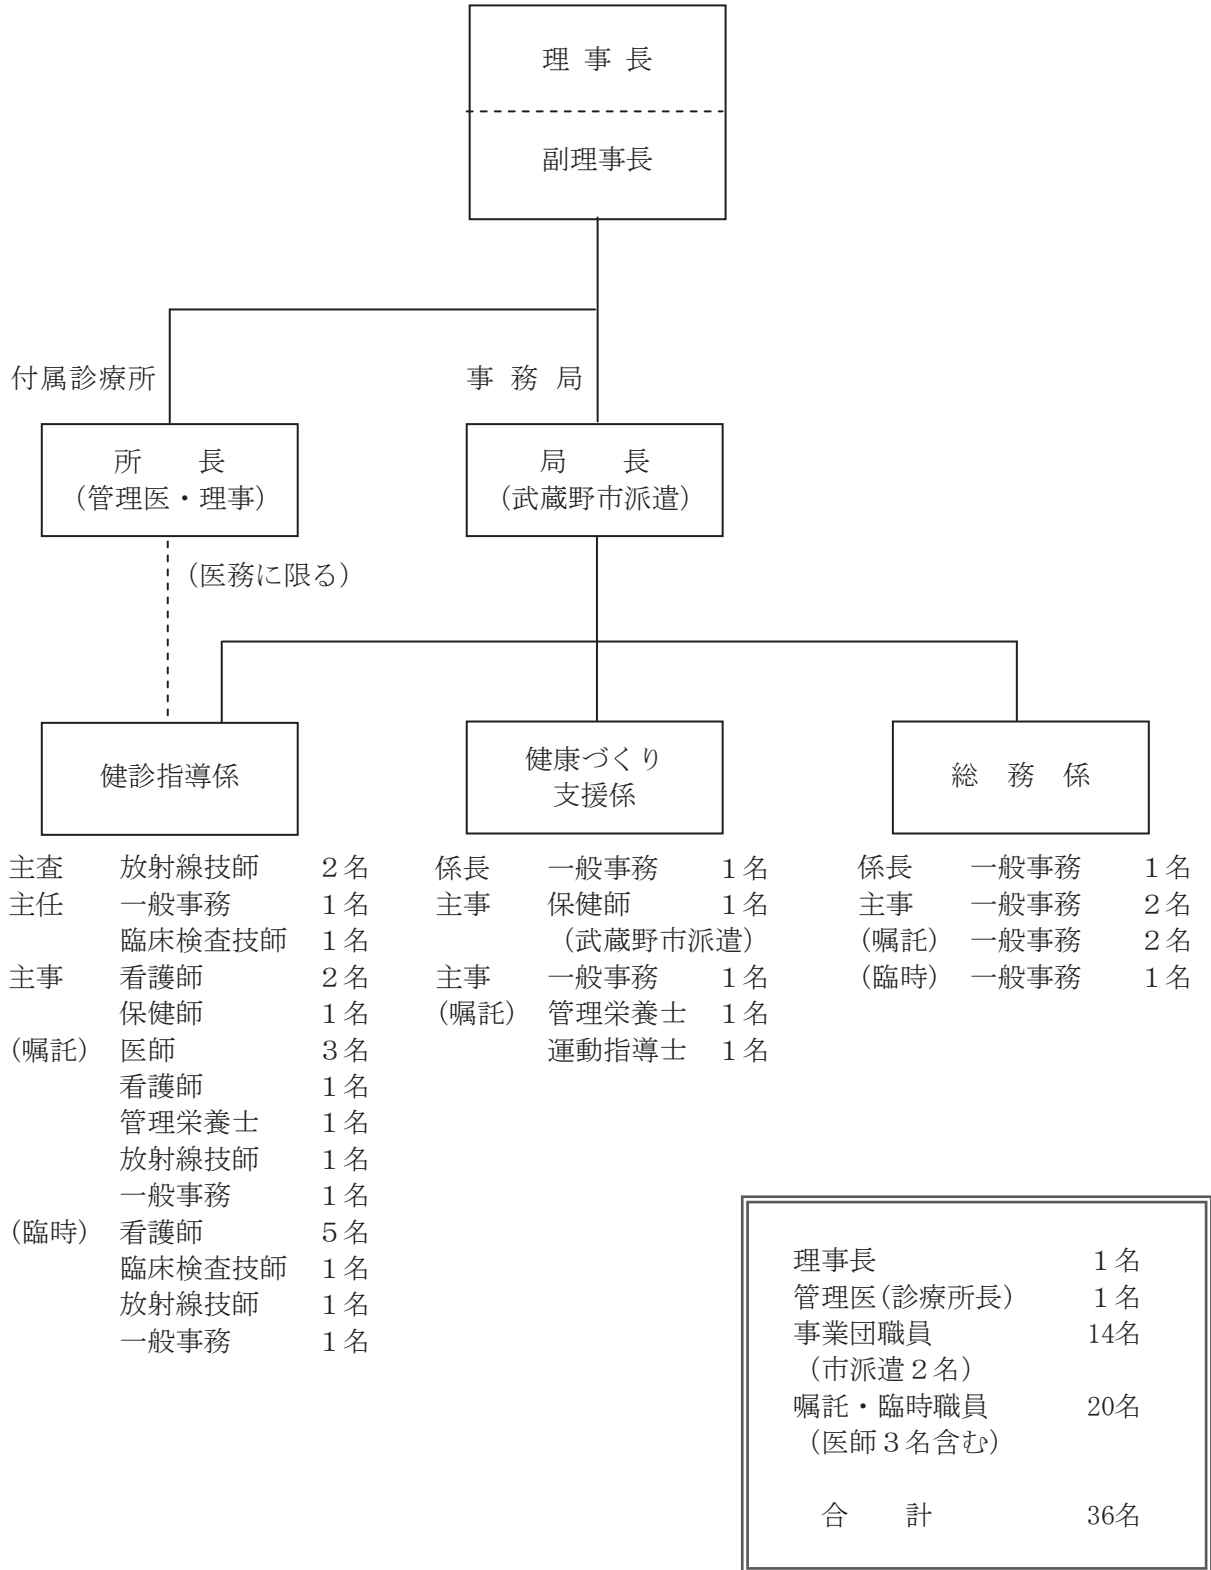 理 事 長
副理事長
付属診療所
事 務 局
所　　長
（管理医・理事）
局　　長
（武蔵野市派遣）
（医務に限る）
健診指導係
健康づくり
支援係
総　務　係
主査　放射線技師　２名
主任　一般事務　１名
臨床検査技師　１名
主事　看護師　２名
保健師　１名
（嘱託）　医師　３名
看護師　１名
管理栄養士　１名
放射線技師　１名
一般事務　１名
（臨時）　看護師　５名
臨床検査技師　１名
放射線技師　１名
一般事務　１名
係長　一般事務　１名
主事　保健師　１名
（武蔵野市派遣）
主事　一般事務　１名
（嘱託）　管理栄養士　１名
運動指導士　１名
係長　一般事務　１名
主事　一般事務　２名
（嘱託）　一般事務　２名
（臨時）　一般事務　１名
理事長　１名
管理医（診療所長）　１名
事業団職員　14名
（市派遣２名）
嘱託・臨時職員　20名
（医師３名含む）
合　　計　36名